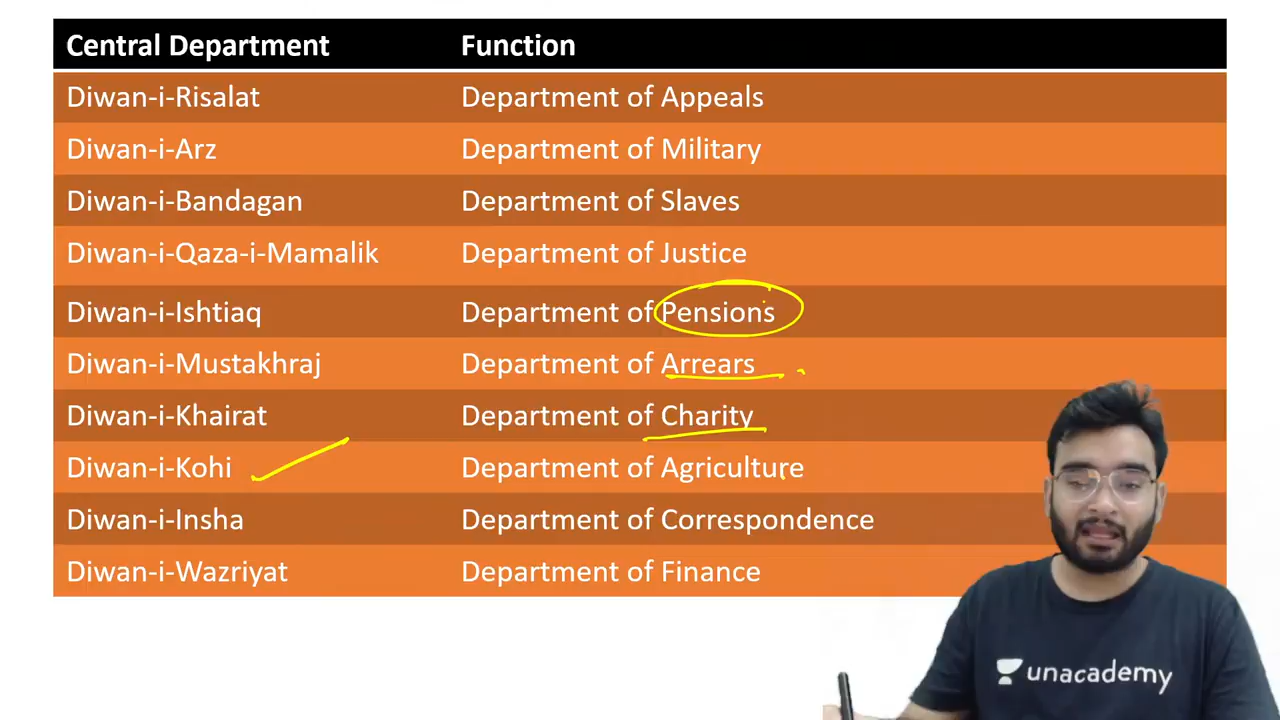 Central Department Function
Diwan-i-Risalat Department of Appeals
Diwan-i-Arz Department of Military
Diwan-i-Bandagan Department of Slaves
Diwan-i-Qaza-i-Mamalik Department of Justice
Diwan-i-Ishtiaq Department of Pensions
Diwan-i-Mustakhraj Department of Arrears
Diwan-i-Khairat Department of Charity
Diwan-i-Kohi Department of Agriculture
Diwan-i-Insha Department of Correspondence
Diwan-i-Wazriyat Department of Finance
unacademy